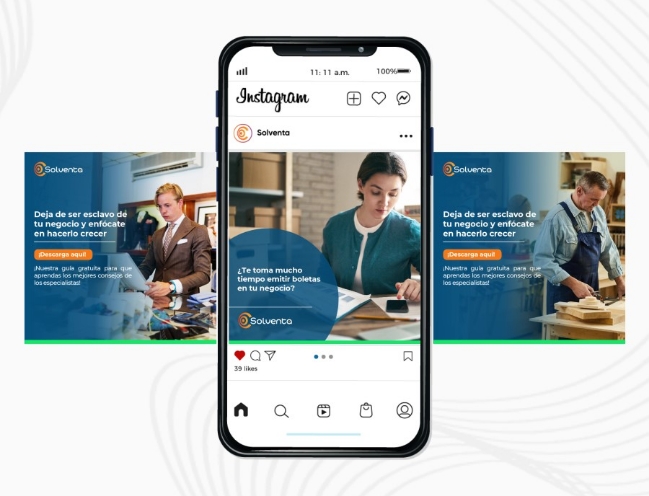 11: 11 a.m.
100%
Instagram
Solventa
¿Te toma mucho
tiempo emitir boletas
en tu negocio?
Solventa
39 likes
Solventa
Deja de ser esclavo de
tu negocio y enfócate
en hacerlo crecer
¡Descarga aquí!
¡Nuestra guía gratuita para que
aprendas los mejores consejos de
los especialistas!
Solventa
Deja de ser esclavo de
tu negocio y enfócate
en hacerlo crecer
¡Descarga aquí!
¡Nuestra guía gratuita para que
aprendas los mejores consejos de
los especialistas!